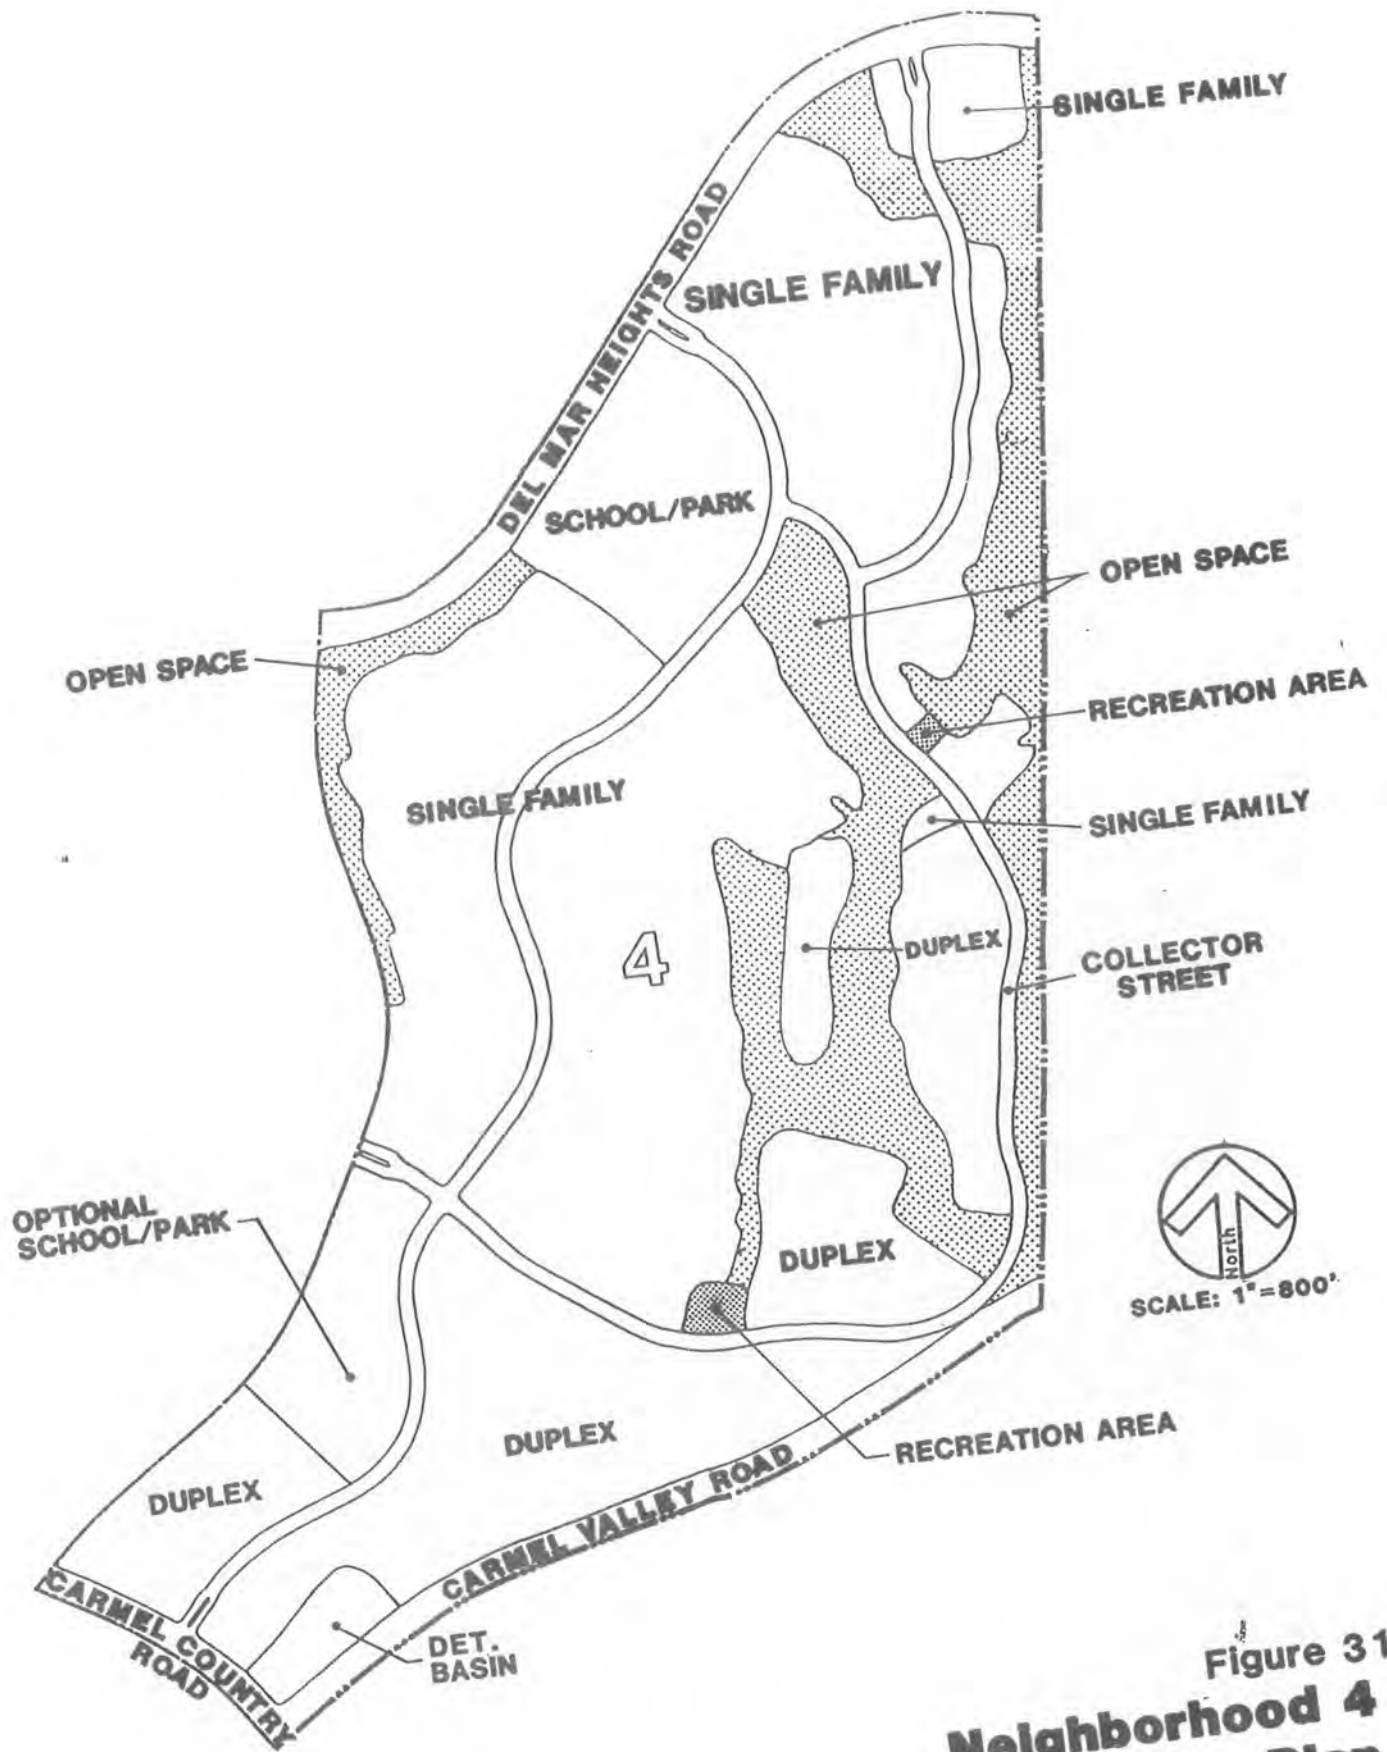 SINGLE FAMILY
DEL MAR HEIGHTS ROAD
SINGLE FAMILY
SCHOOL/PARK
OPEN SPACE
OPEN SPACE
RECREATION AREA
SINGLE FAMILY
SINGLE FAMILY
4
DUPLEX
COLLECTOR
STREET
OPTIONAL
SCHOOL/PARK
DUPLEX
North
SCALE: 1"=800'
RECREATION AREA
DUPLEX
DUPLEX
CARMEL VALLEY ROAD
CARMEL COUNTRY
ROAD
DET.
BASIN
Figure 31
Neighborhood 4
Plan